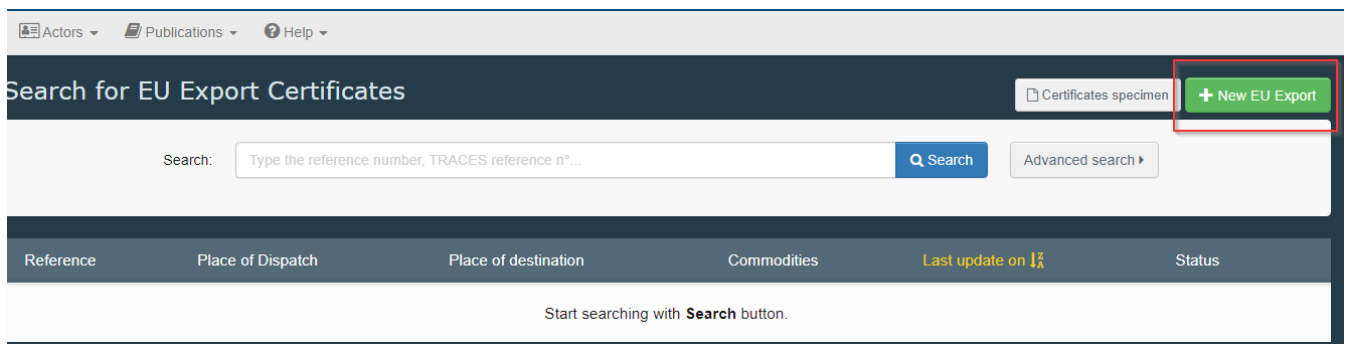 Actors Publications Help
Search for EU Export Certificates
Certificates specimen + New EU Export
Search: Type the reference number, TRACES reference n°... Search Advanced search
Reference Place of Dispatch Place of destination Commodities Last update on Status
Start searching with Search button.